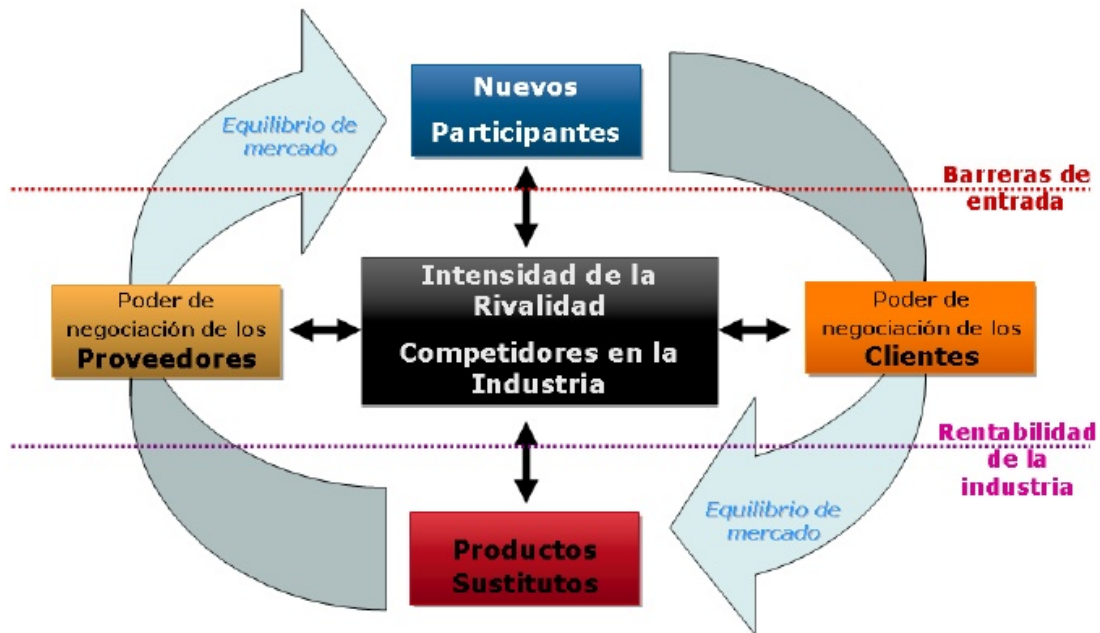 Nuevos
Participantes
Equilibrio de
mercado
Barreras de
entrada
Intensidad de la
Rivalidad
Competidores en la
Industria
Poder de
negociación de los
Proveedores
Poder de
negociación de los
Clientes
Rentabilidad
de la
industria
Equilibrio de
mercado
Productos
Sustitutos